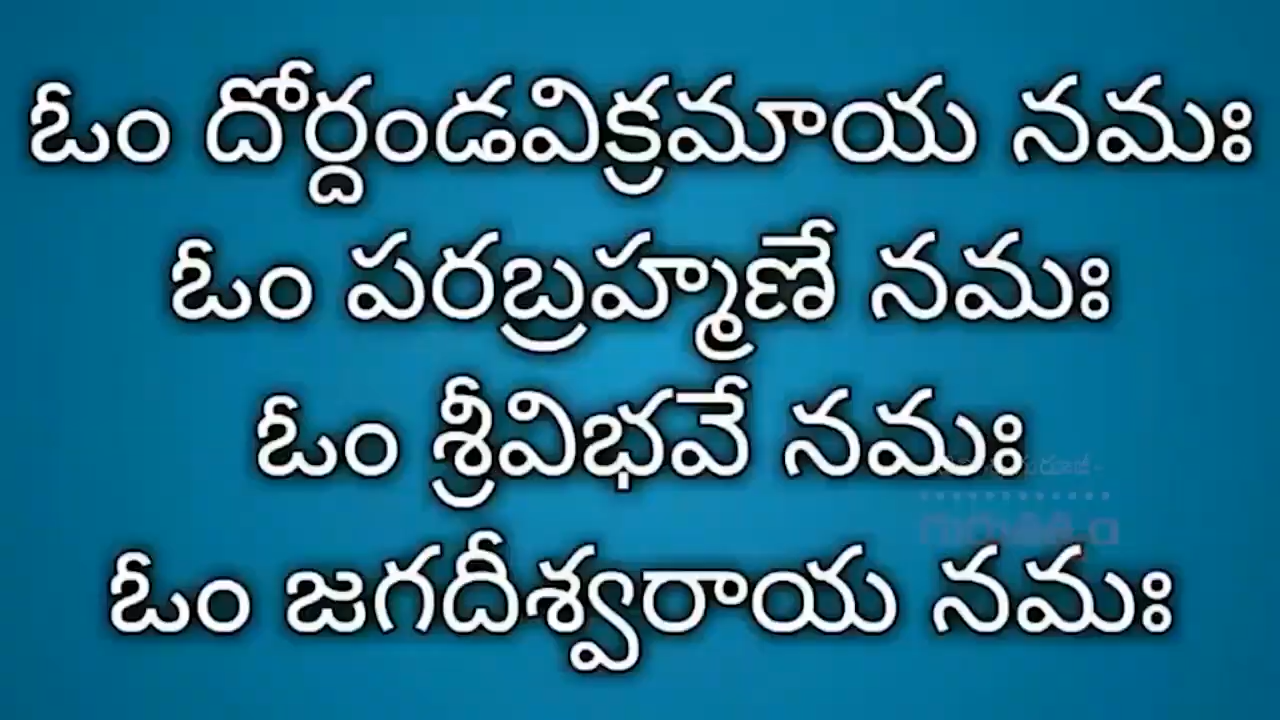 ఓం దోర్దండవిక్రమాయ నమః
ఓం పరబ్రహ్మణే నమః
ఓం శ్రీవిభవే నమః
ఓం జగదీశ్వరాయ నమః